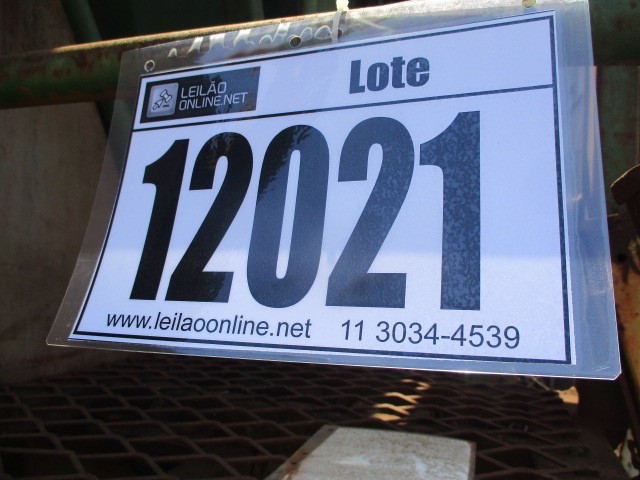 LEILÃO
ONLINE.NET
Lote
12021
www.leilaoonline.net 11 3034-4539